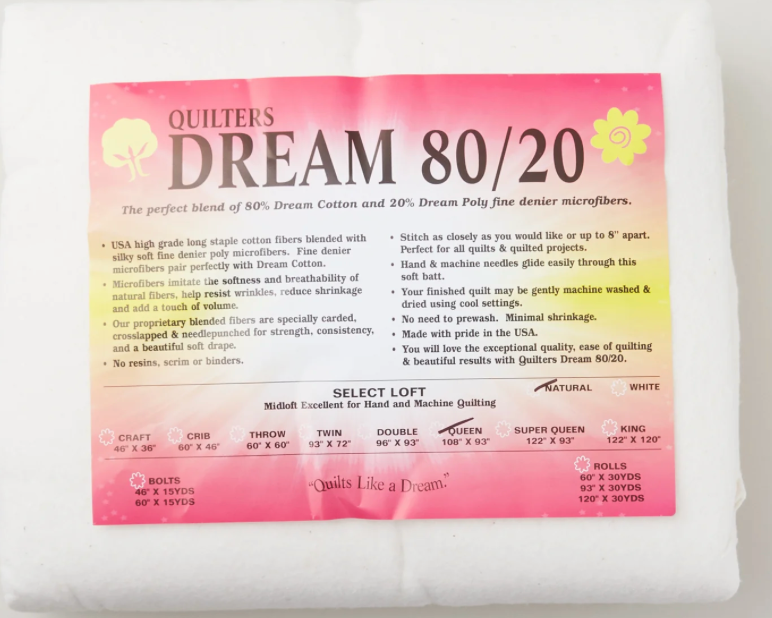 QUILTERS
DREAM 80/20
The perfect blend of 80% Dream Cotton and 20% Dream Poly fine denier microfibers.
• USA high grade long staple cotton fibers blended with
silky soft fine denier poly microfibers. Fine denier
microfibers pair perfectly with Dream Cotton.
• Microfibers imitate the softness and breathability of
natural fibers, help resist wrinkles, reduce shrinkage
and add a touch of volume.
• Our proprietary blended fibers are specially carded,
crosslapped & needlepunched for strength, consistency,
and a beautiful soft drape.
• No resins, scrim or binders.
• Stitch as closely as you would like or up to 8" apart.
Perfect for all quilts & quilted projects.
• Hand & machine needles glide easily through this
soft batt.
• Your finished quilt may be gently machine washed &
dried using cool settings.
• No need to prewash. Minimal shrinkage.
• Made with pride in the USA.
• You will love the exceptional quality, ease of quilting
& beautiful results with Quilters Dream 80/20.
SELECT LOFT
Midloft Excellent for Hand and Machine Quilting
NATURAL WHITE
CRAFT
46" X 36"
CRIB
60" X 46"
THROW
60" X 60"
TWIN
93" X 72"
DOUBLE
96" X 93"
QUEEN
108" X 93"
SUPER QUEEN
122" X 93"
KING
122" X 120"
BOLTS
46" X 15YDS
60" X 15YDS
"Quilts Like a Dream."
ROLLS
60" X 30YDS
93" X 30YDS
120" X 30YDS